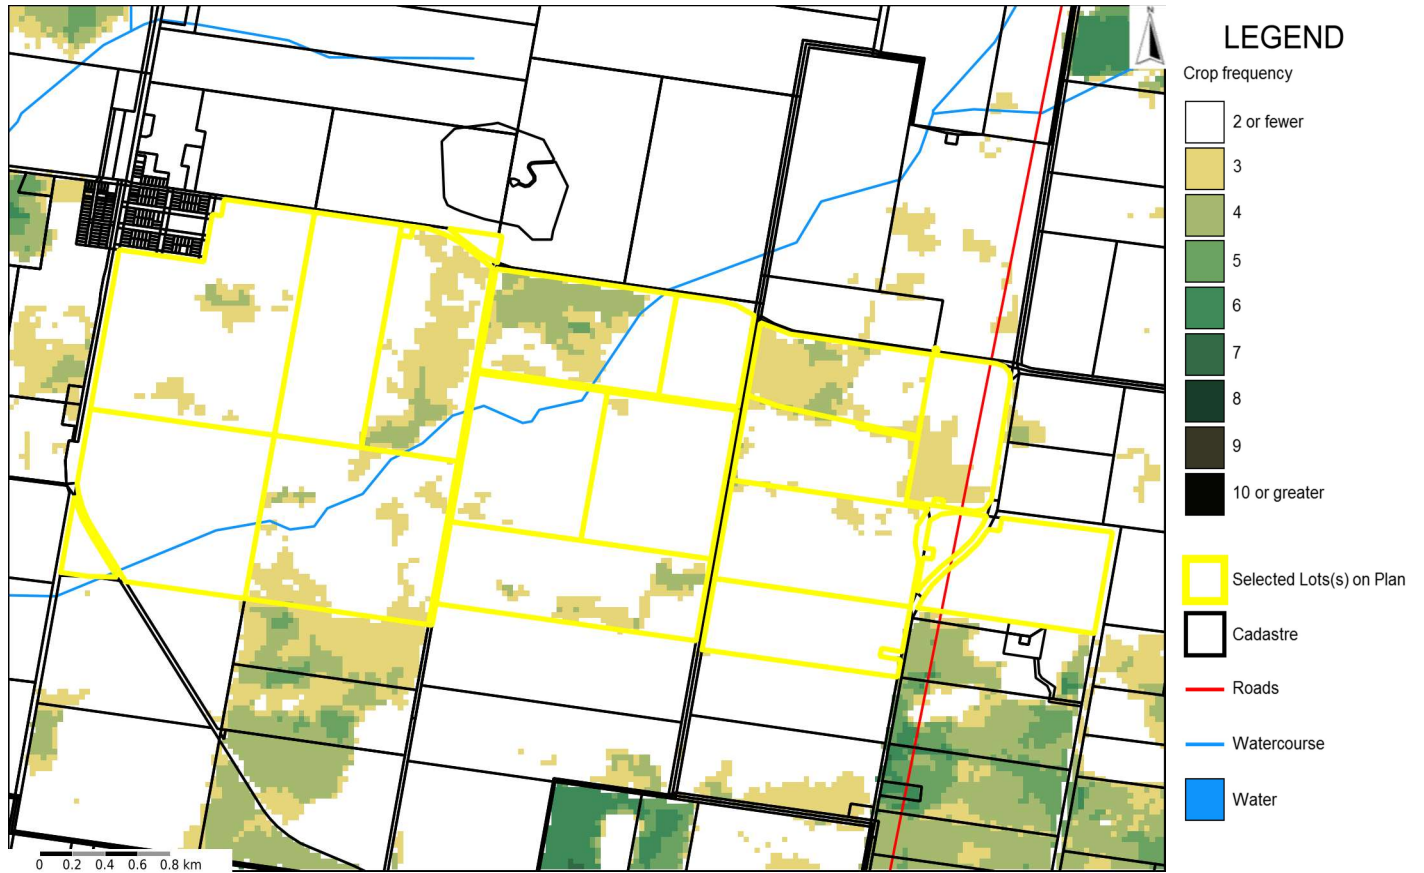 N
LEGEND
Crop frequency
2 or fewer
3
4
5
6
7
8
9
10 or greater
Selected Lots(s) on Plan
Cadastre
Roads
Watercourse
Water
0 0.2 0.4 0.6 0.8 km